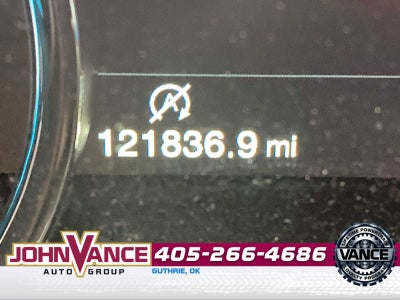 A
121836.9 mi
JOHN VANCE
AUTO GROUP
405-266-4686
GUTHRIE, OK
VANCE